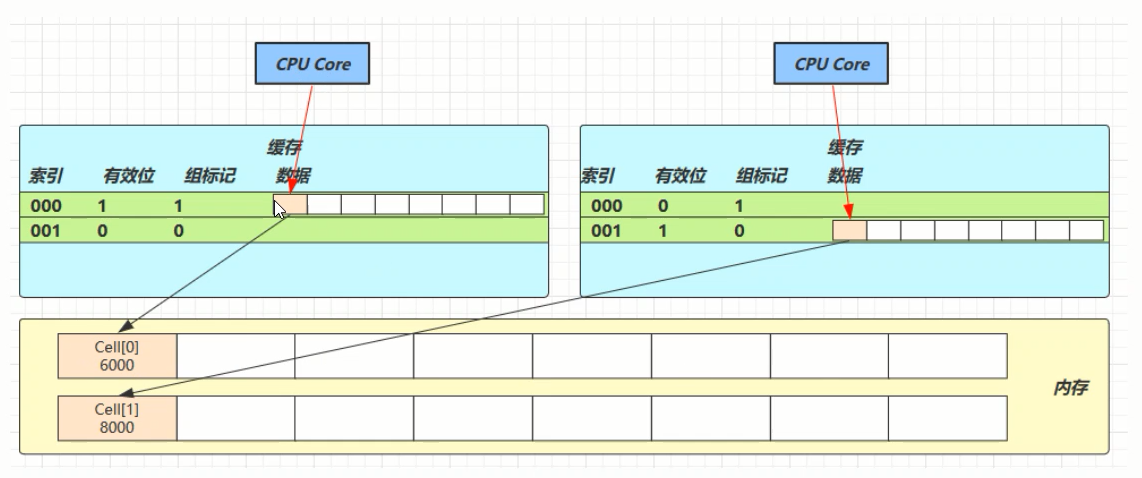 CPU Core
CPU Core
缓存
索引 有效位 组标记 数据
000 1 1
001 0 0
缓存
索引 有效位 组标记 数据
000 0 1
001 1 0
Cell[0]
6000
Cell[1]
8000
内存